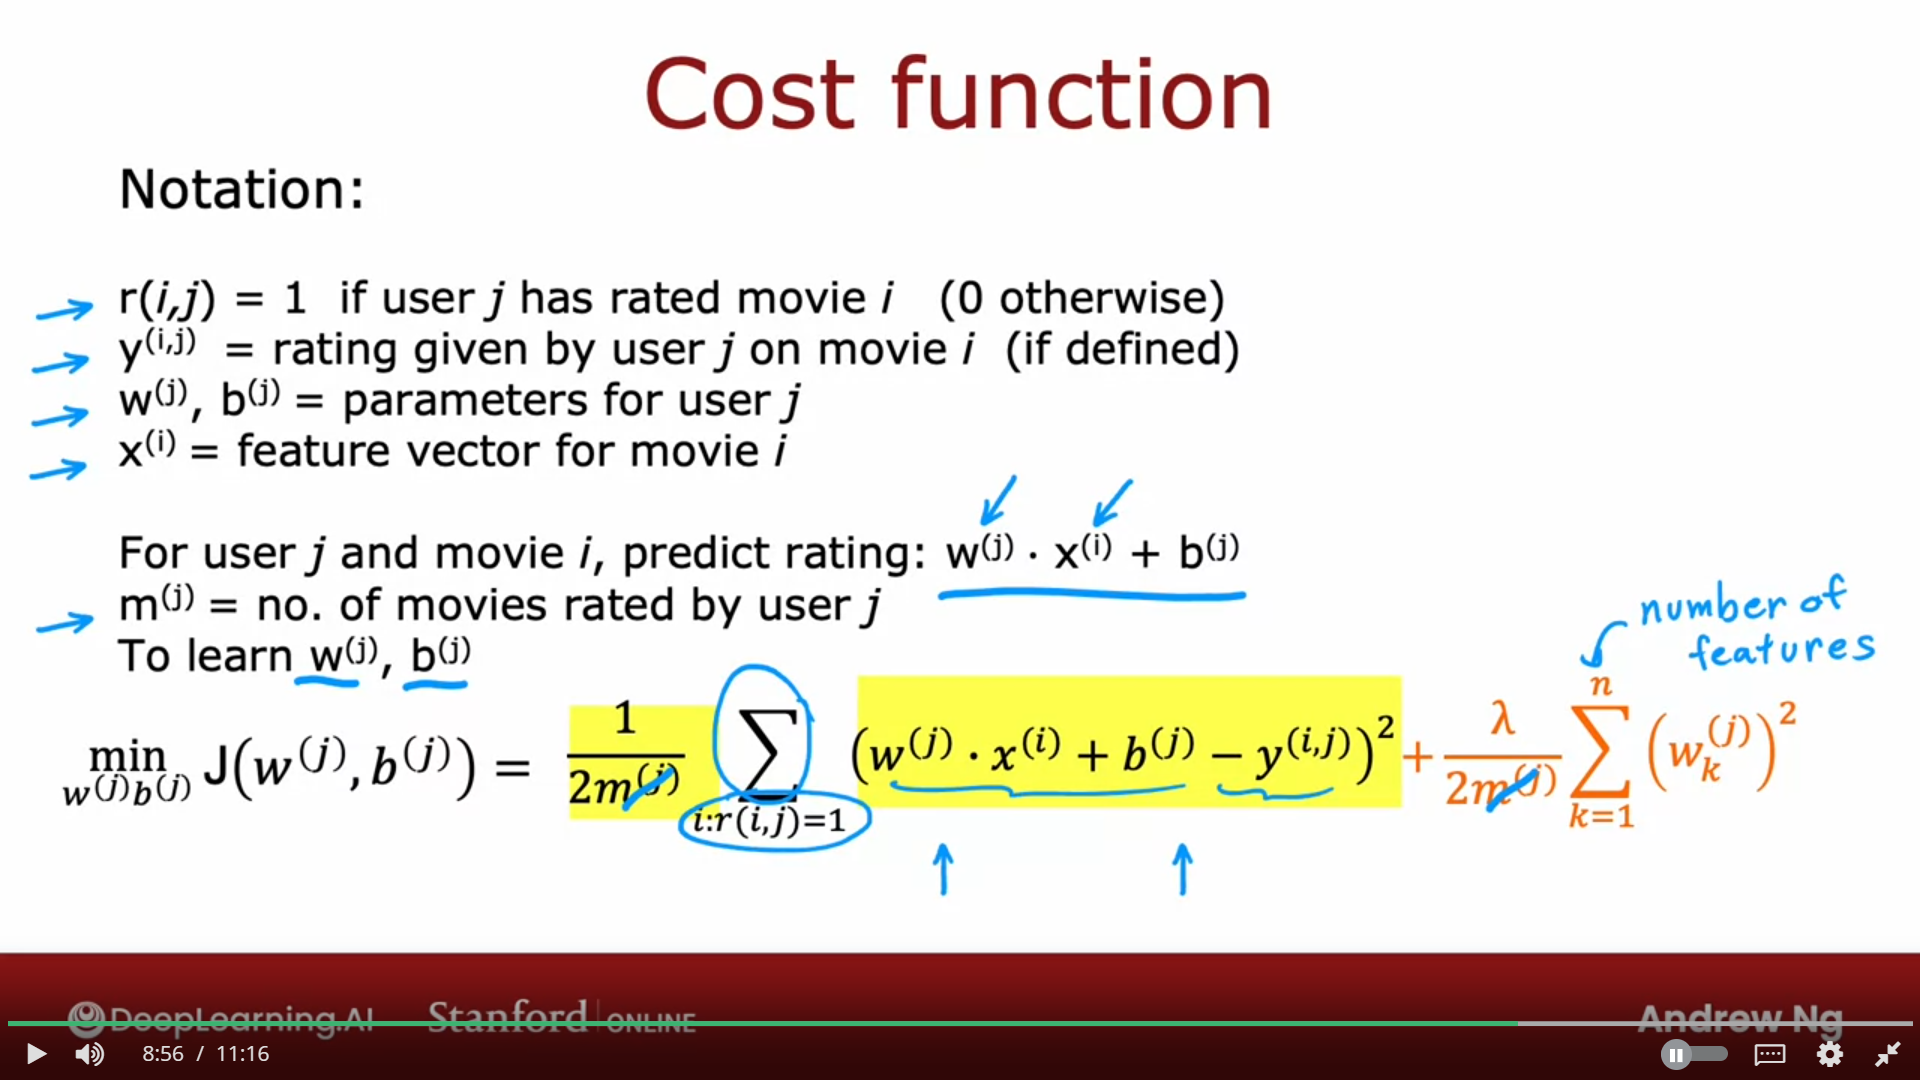 Cost function
Notation:
r(i,j) = 1 if user j has rated movie i (0 otherwise)
y^(i,j) = rating given by user j on movie i (if defined)
w^(j), b^(j) = parameters for user j
x^(i) = feature vector for movie i
For user j and movie i, predict rating: w^(j) · x^(i) + b^(j)
m^(j) = no. of movies rated by user j
To learn w^(j), b^(j)
number of
features
min_{w^(j)b^(j)} J(w^(j), b^(j)) = 1/2m^(j) ∑_{i:r(i,j)=1} (w^(j) · x^(i) + b^(j) − y^(i,j))² + λ/2m^(j) ∑_{k=1}^{n} (w_k^(j))²
DeepLearning.AI Stanford ONLINE Andrew Ng
8:56 / 11:16